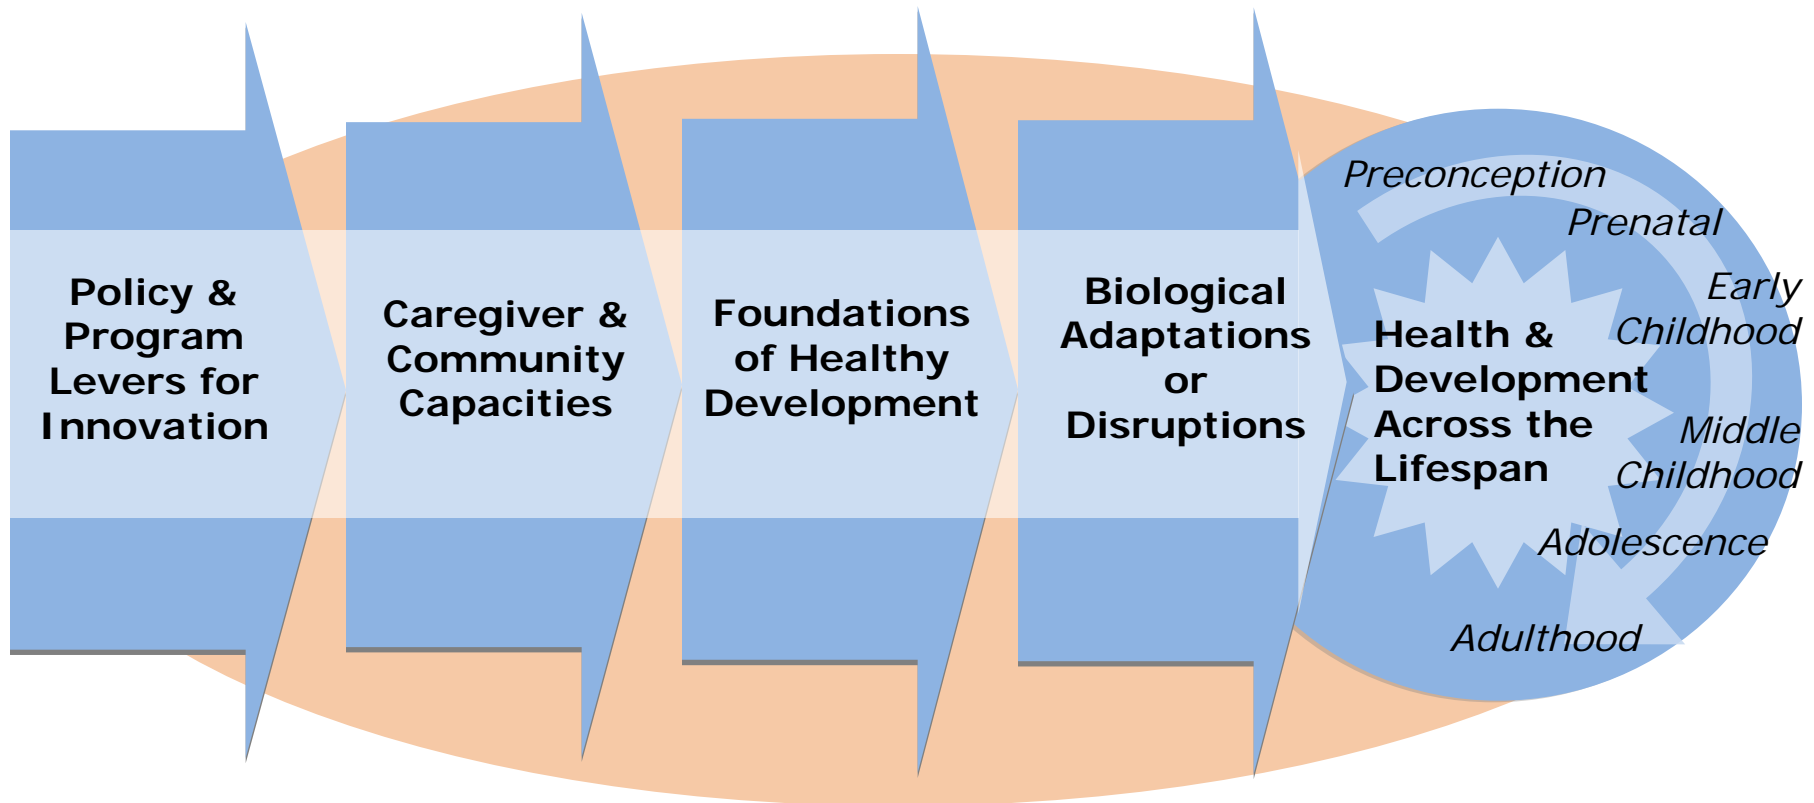 Policy &
Program
Levers for
Innovation
Caregiver &
Community
Capacities
Foundations
of Healthy
Development
Biological
Adaptations
or
Disruptions
Health &
Development
Across the
Lifespan
Preconception
Prenatal
Early
Childhood
Middle
Childhood
Adolescence
Adulthood